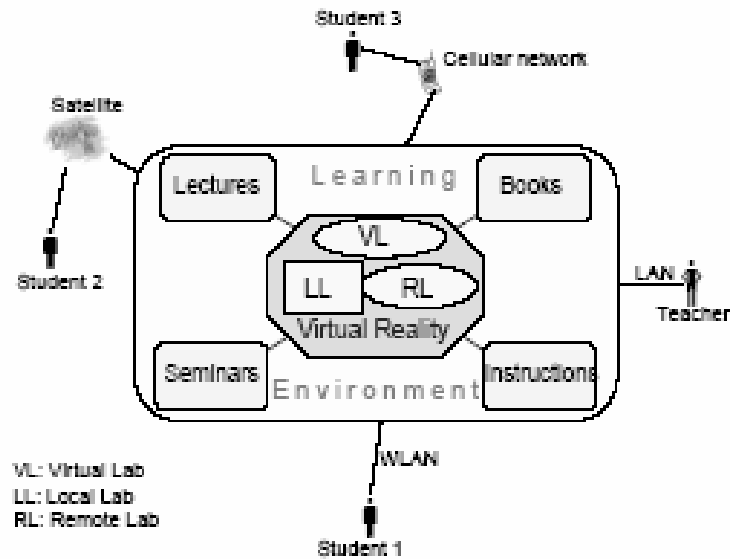 Student 3
Cellular network
Satellite
Lectures
Learning
Books
VL
Student 2
LL
RL
LAN
Teacher
Virtual Reality
Seminars
Instructions
Environment
WLAN
VL: Virtual Lab
LL: Local Lab
RL: Remote Lab
Student 1